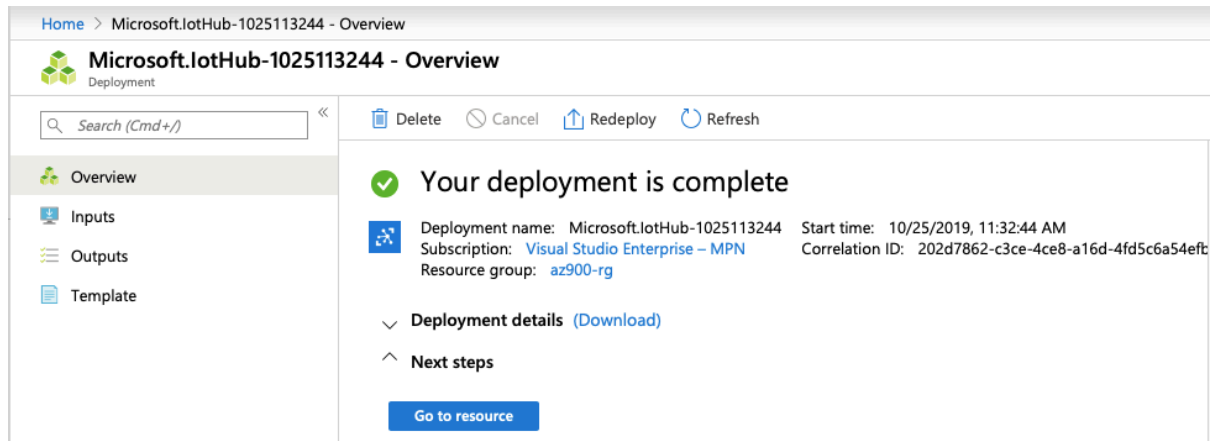 Home > Microsoft.IotHub-1025113244 - Overview
Microsoft.IotHub-1025113244 - Overview
Deployment
Search (Cmd+/)
«
Delete Cancel Redeploy Refresh
Overview
Inputs
Outputs
Template
Your deployment is complete
Deployment name: Microsoft.IotHub-1025113244 Start time: 10/25/2019, 11:32:44 AM
Subscription: Visual Studio Enterprise – MPN Correlation ID: 202d7862-c3ce-4ce8-a16d-4fd5c6a54efb
Resource group: az900-rg
Deployment details (Download)
Next steps
Go to resource